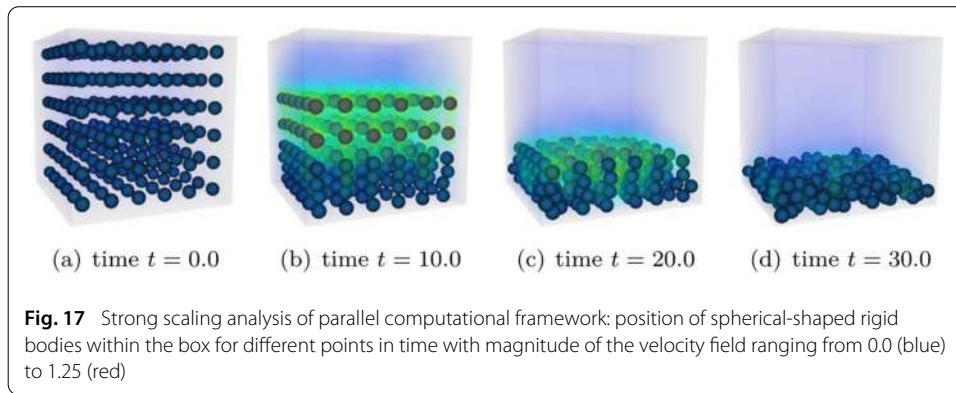 (a) time t = 0.0 (b) time t = 10.0 (c) time t = 20.0 (d) time t = 30.0
Fig. 17 Strong scaling analysis of parallel computational framework: position of spherical-shaped rigid
bodies within the box for different points in time with magnitude of the velocity field ranging from 0.0 (blue)
to 1.25 (red)